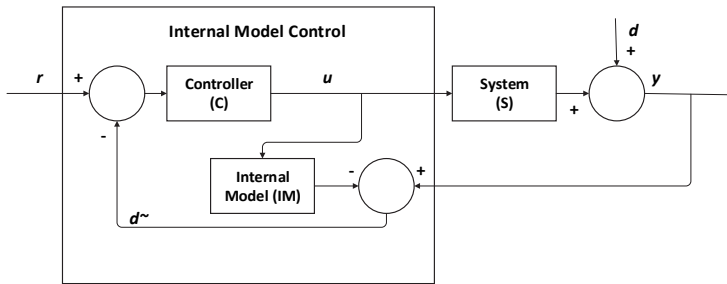 Internal Model Control
d
+
r
+
Controller
(C)
u
System
(S)
+
y
-
Internal
Model (IM)
-
+
d~